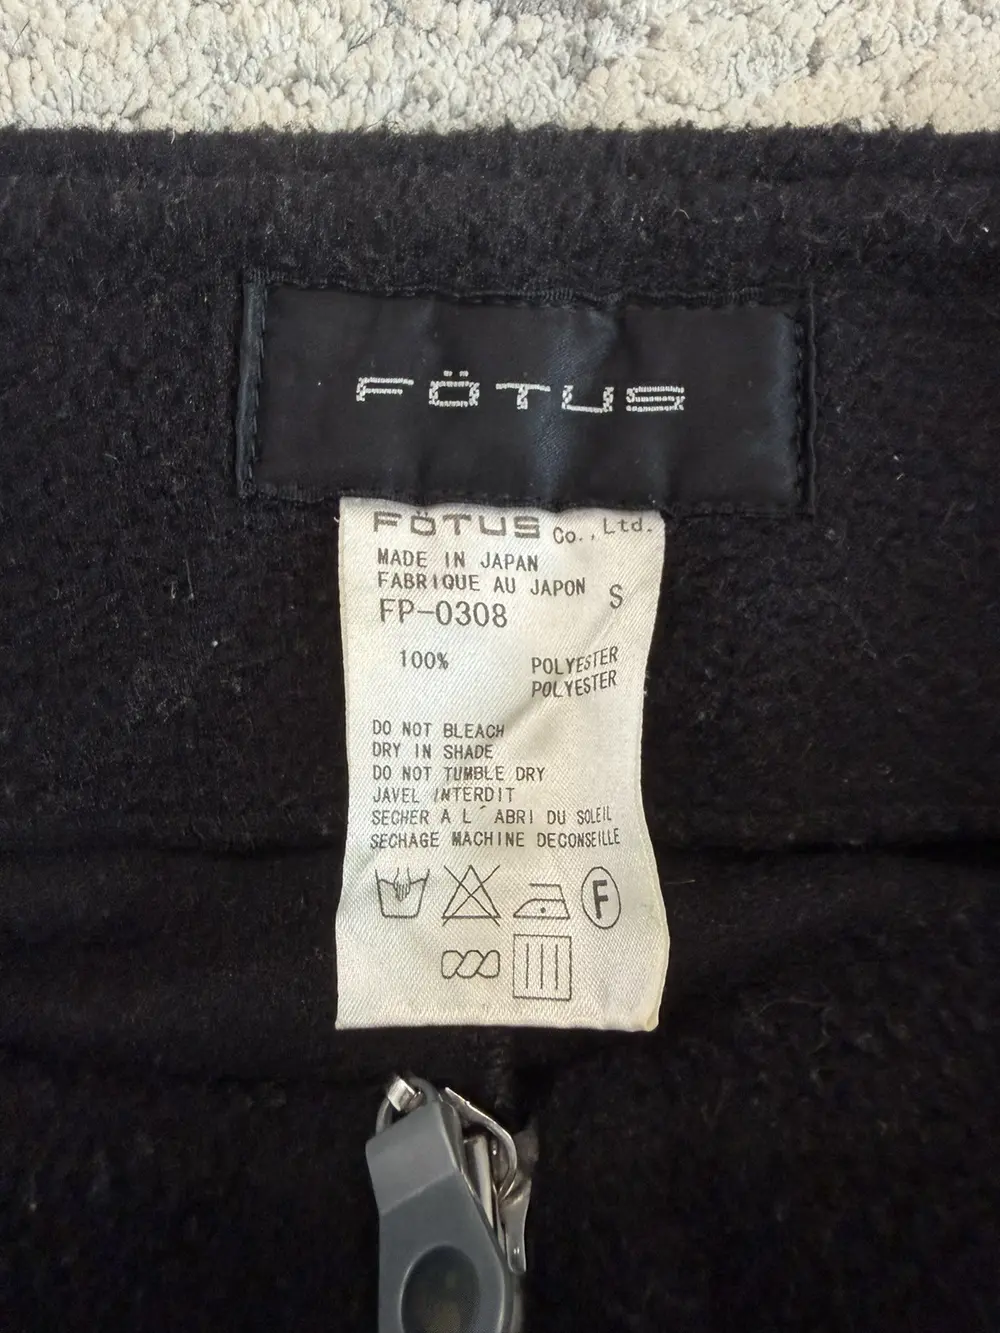 FÖTUS
FÖTUS Co., Ltd.
MADE IN JAPAN
FABRIQUE AU JAPON S
FP-0308
100% POLYESTER
POLYESTER
DO NOT BLEACH
DRY IN SHADE
DO NOT TUMBLE DRY
JAVEL INTERDIT
SECHER A L´ABRI DU SOLEIL
SECHAGE MACHINE DECONSEILLE
F